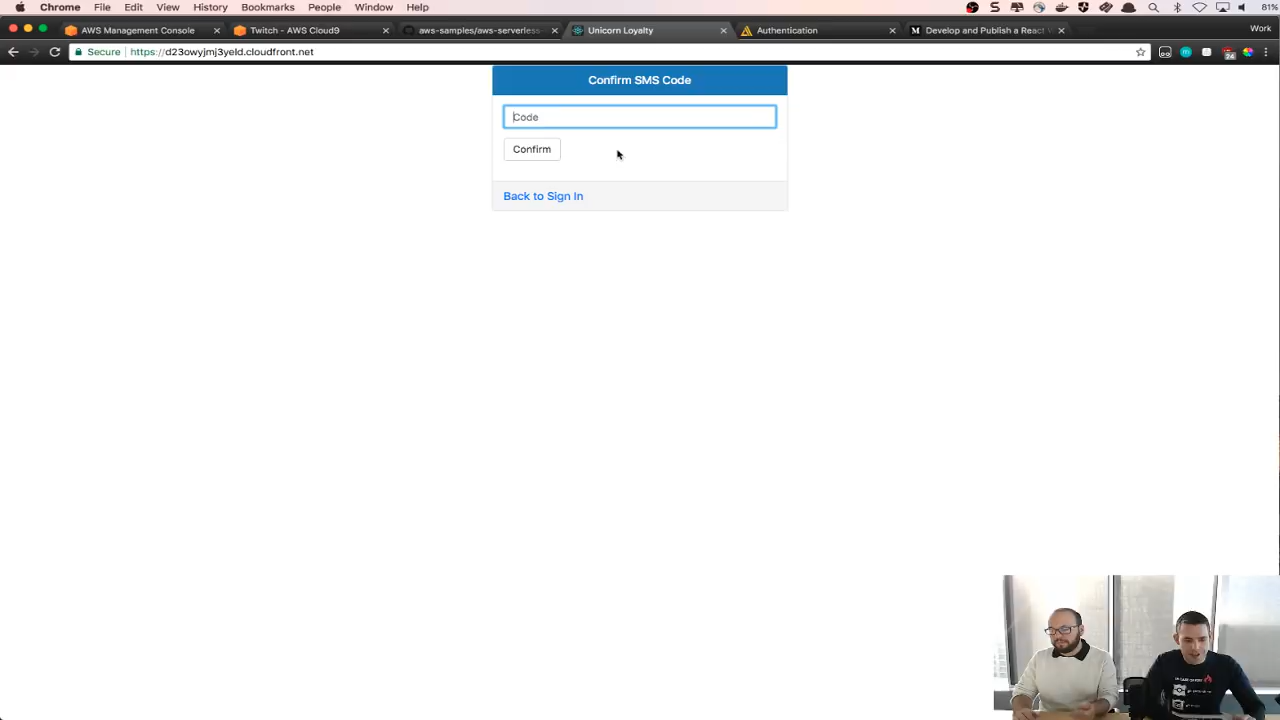 Chrome File Edit View History Bookmarks People Window Help 81%
AWS Management Console Twitch - AWS Cloud9 aws-samples/aws-serverless Unicorn Loyalty Authentication Develop and Publish a React Work
Secure https://d23owyjmj3yeld.cloudfront.net 24
Confirm SMS Code
Code
Confirm
Back to Sign In